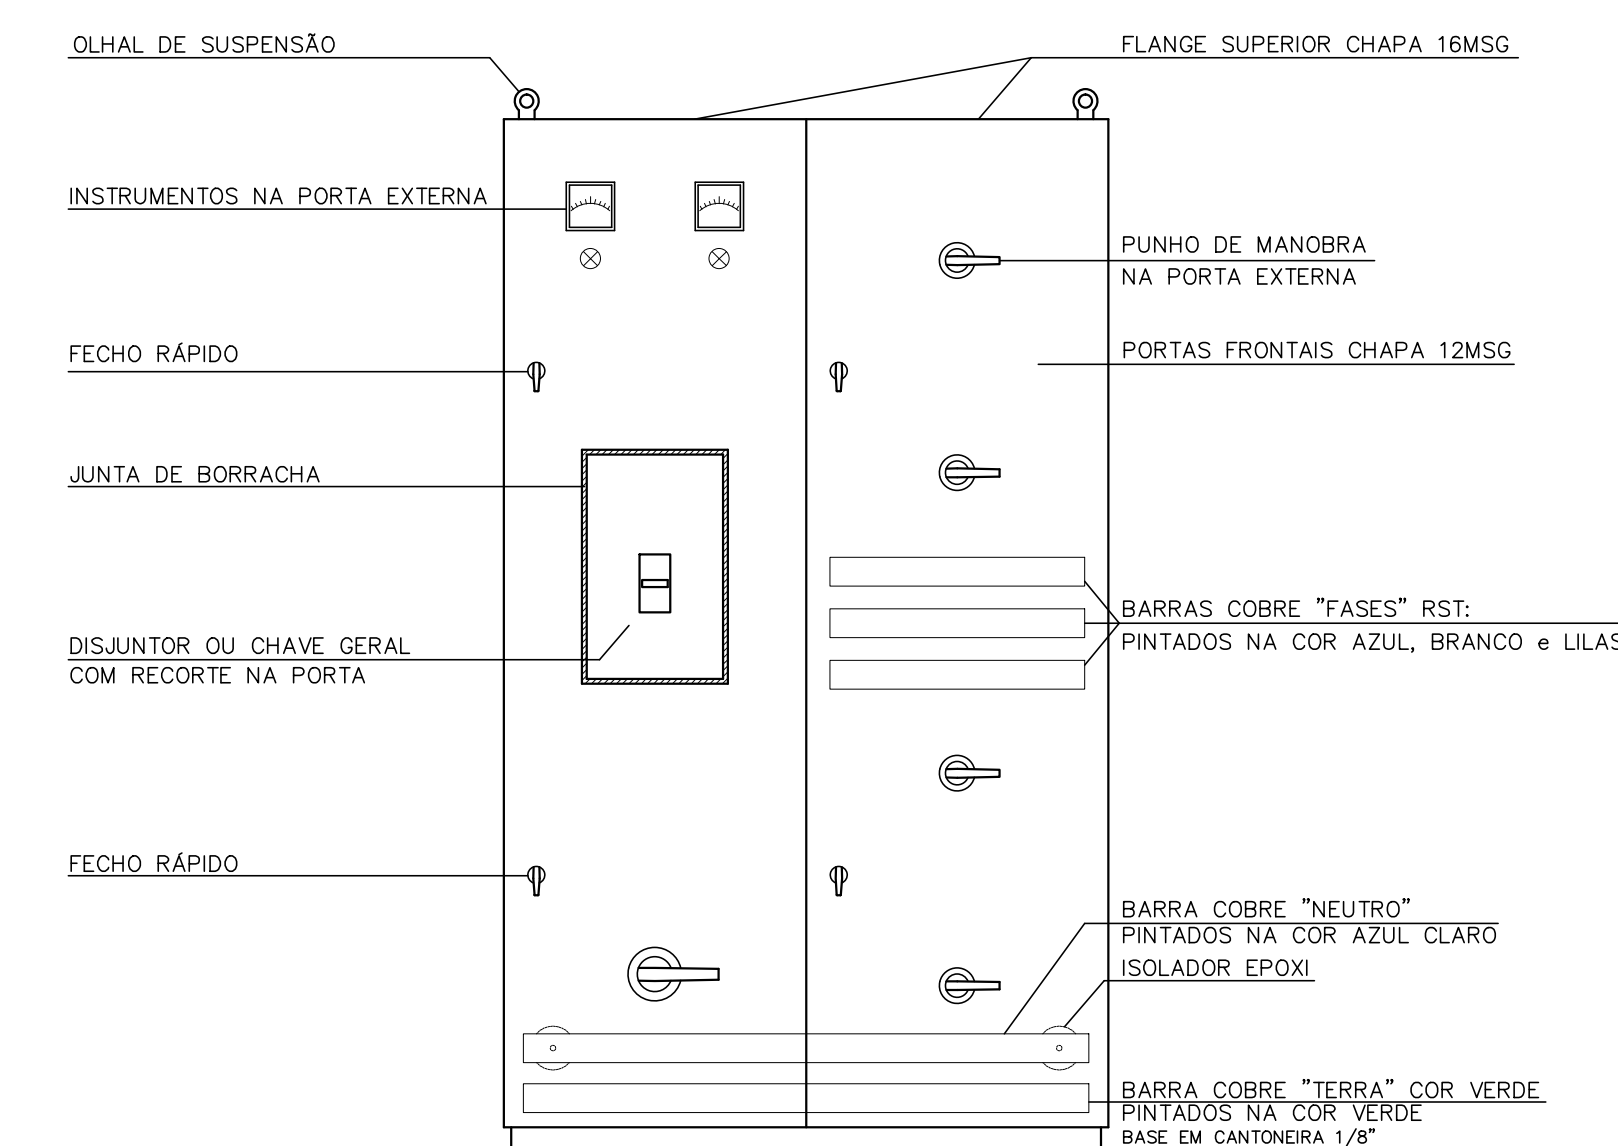 OLHAL DE SUSPENSÃO
FLANGE SUPERIOR CHAPA 16MSG
INSTRUMENTOS NA PORTA EXTERNA
PUNHO DE MANOBRA
NA PORTA EXTERNA
FECHO RÁPIDO
PORTAS FRONTAIS CHAPA 12MSG
JUNTA DE BORRACHA
BARRAS COBRE "FASES" RST:
PINTADOS NA COR AZUL, BRANCO e LILAS
DISJUNTOR OU CHAVE GERAL
COM RECORTE NA PORTA
FECHO RÁPIDO
BARRA COBRE "NEUTRO"
PINTADOS NA COR AZUL CLARO
ISOLADOR EPOXI
BARRA COBRE "TERRA" COR VERDE
PINTADOS NA COR VERDE
BASE EM CANTONEIRA 1/8"